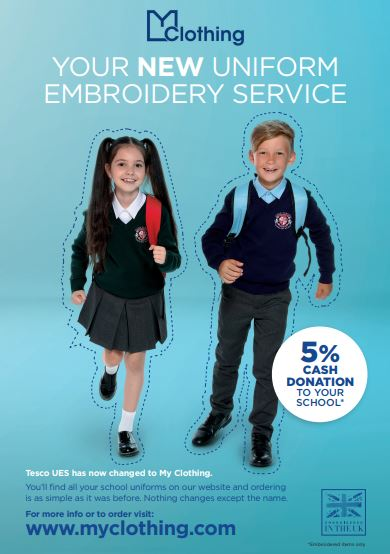 My Clothing
YOUR NEW UNIFORM
EMBROIDERY SERVICE
5%
CASH
DONATION
TO YOUR
SCHOOL*
Tesco UES has now changed to My Clothing.
You'll find all your school uniforms on our website and ordering
is as simple as it was before. Nothing changes except the name.
For more info or to order visit:
www.myclothing.com
IN THE UK
*Embroidered items only